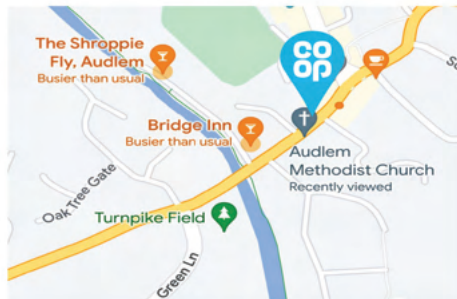 The Shroppie
Fly, Audlem
Busier than usual
co
op
Bridge Inn
Busier than usual
Audlem
Methodist Church
Recently viewed
Oak Tree Gate
Turnpike Field
Green Ln